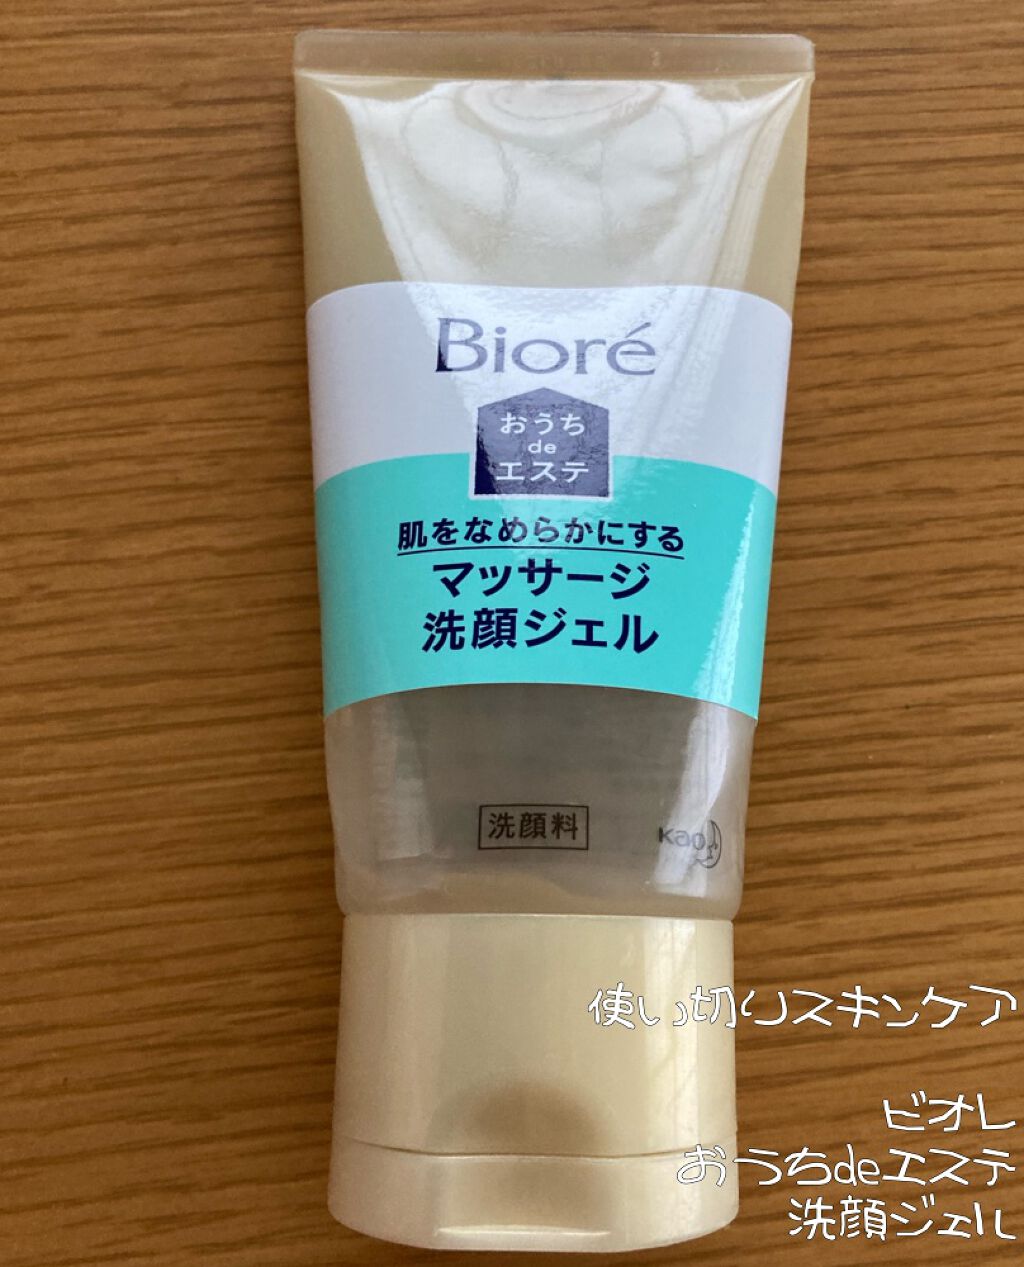 Bioré
おうち
de
エステ
肌をなめらかにする
マッサージ
洗顔ジェル
洗顔料
Kao
使い切りスキンケア
ビオレ
おうちdeエステ
洗顔ジェル